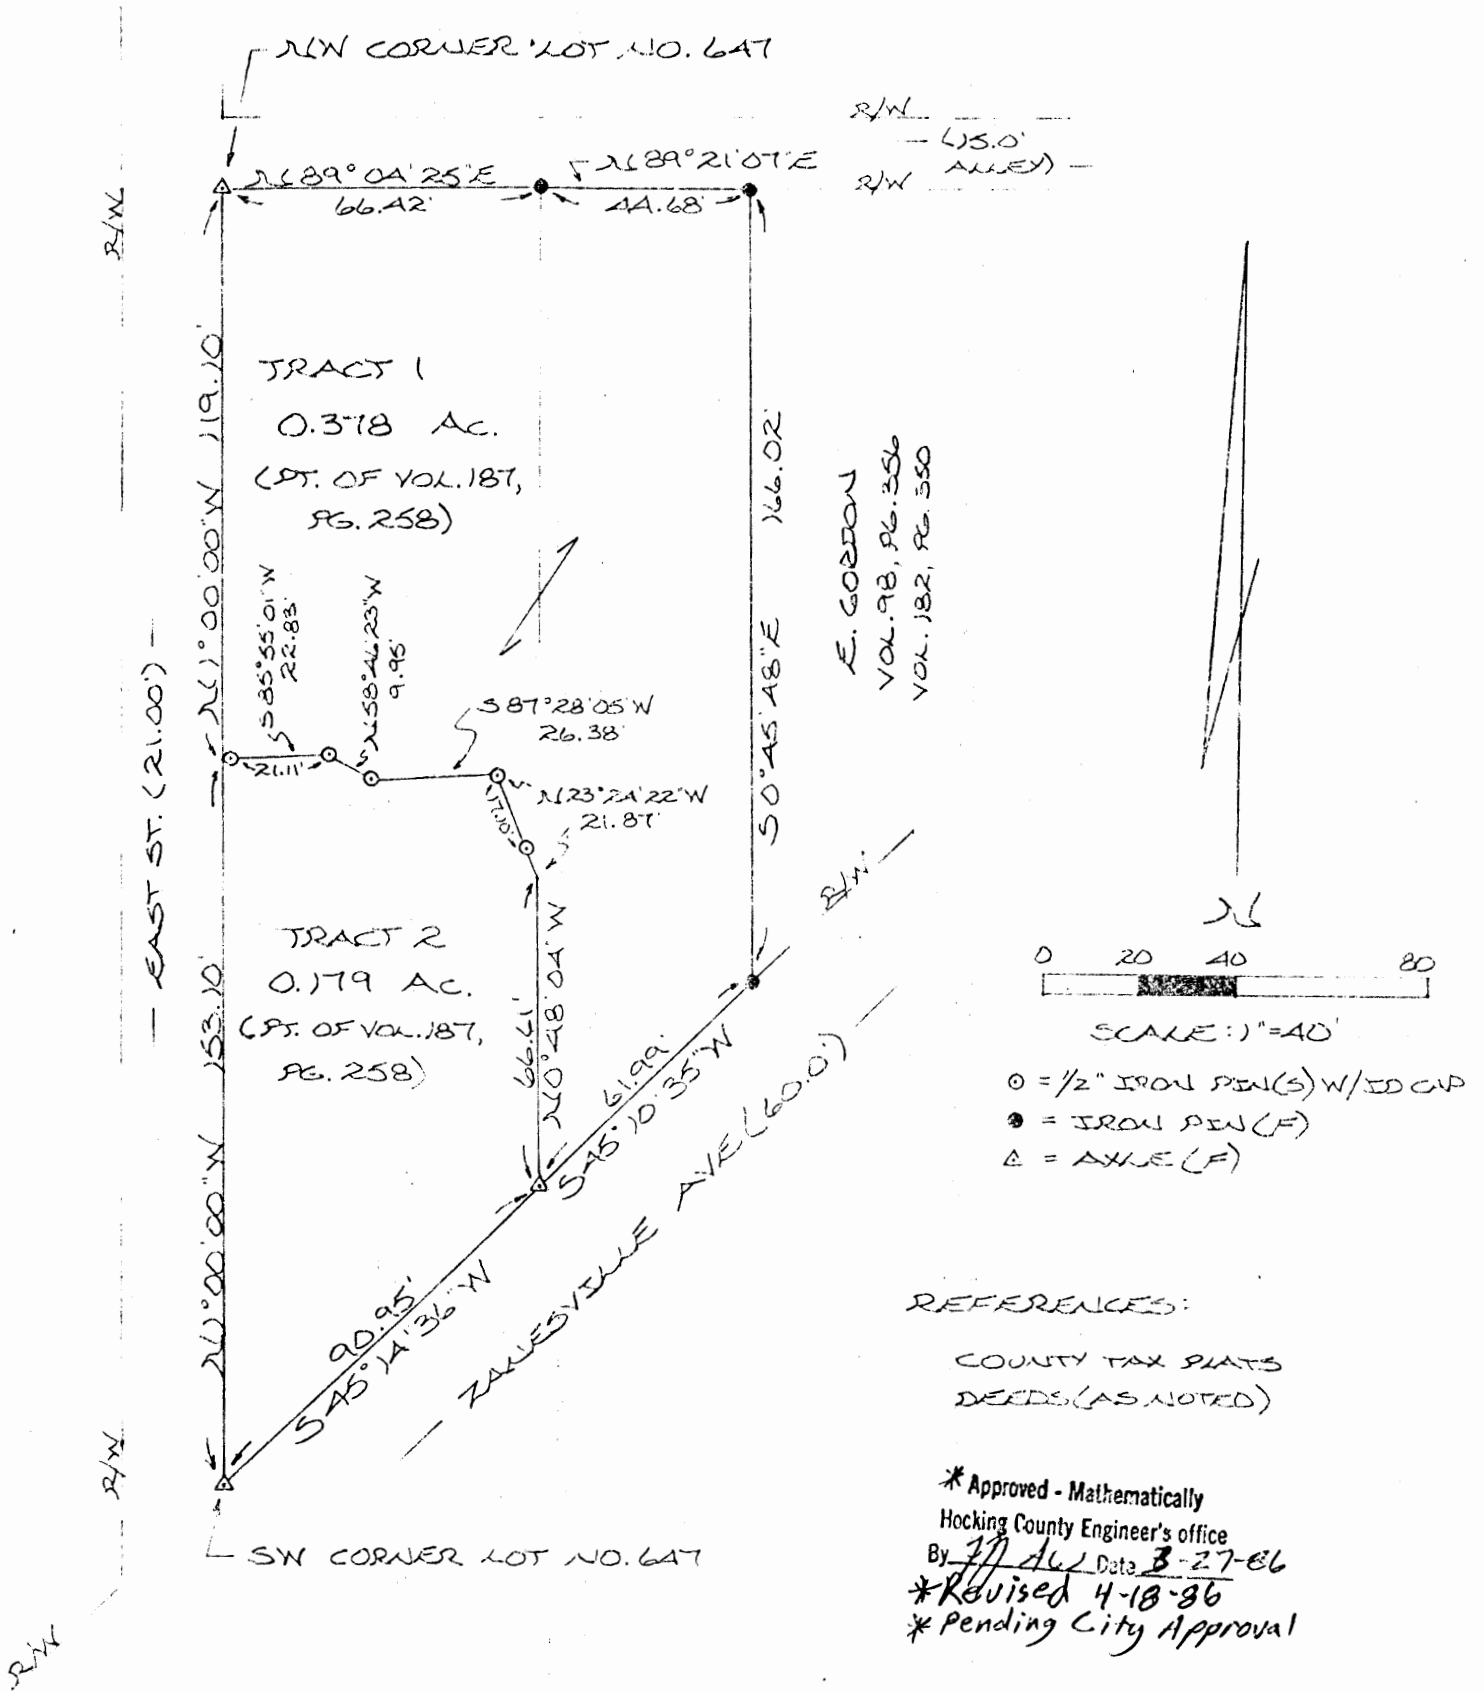 NW CORNER LOT NO. 647
R/W
(15.0'
ALLEY)
R/W
N 89°04'25"E
66.42'
N 89°21'07"E
44.68'
R/W
N 1°00'00"W 119.10'
TRACT 1
0.378 Ac.
(PT. OF VOL. 187,
PG. 258)
S 0°45'48"E 166.02'
E. GORDON
VOL. 98, PG. 356
VOL. 182, PG. 350
S 85°55'01"W
22.83'
N 58°46'23"W
9.95'
S 87°28'05"W
26.38'
21.11'
N 23°24'22"W
21.87'
17.01'
EAST ST. (21.00')
R/W
N
TRACT 2
0.179 Ac.
(PT. OF VOL. 187,
PG. 258)
N 1°00'00"W 153.10'
66.61'
N 0°48'04"W
61.99'
S 45°10'35"W
90.95'
S 45°14'36"W
ZANESVILLE AVE (60.0')
0 20 40 80
SCALE: 1"=40'
⊙ = 1/2" IRON PIN(S) W/ID CAP
● = IRON PIN (F)
△ = AXLE (F)
REFERENCES:
COUNTY TAX PLATS
DEEDS (AS NOTED)
R/W
SW CORNER LOT NO. 647
R/W
* Approved - Mathematically
Hocking County Engineer's office
By Date 3-27-86
* Revised 4-18-86
* Pending City Approval